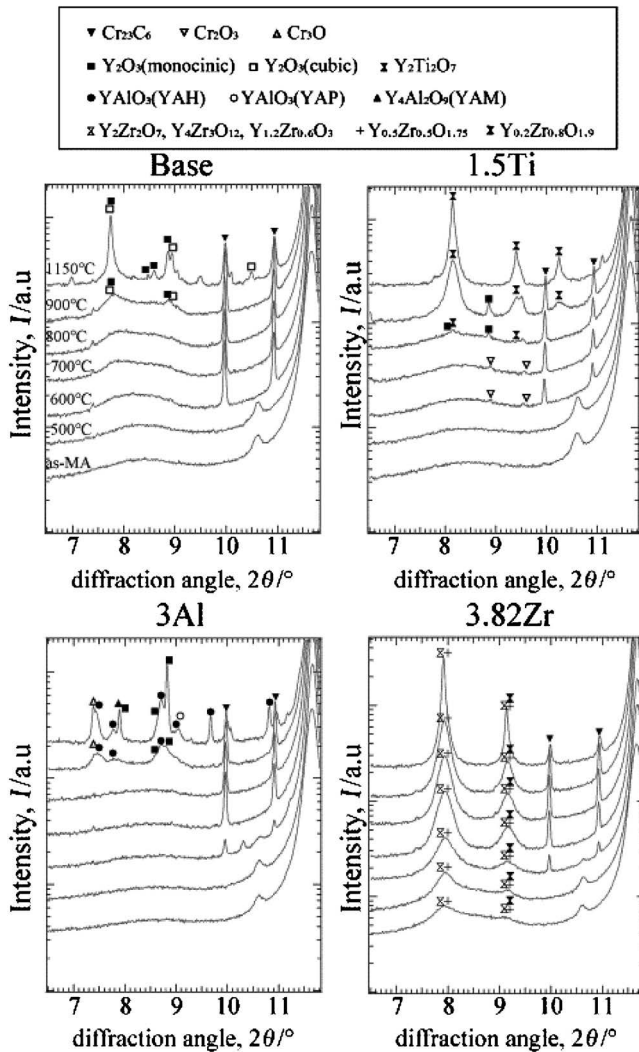 ▼ Cr₂₃C₆ ▽ Cr₂O₃ △ Cr₃O
■ Y₂O₃(monocinic) □ Y₂O₃(cubic) ⧗ Y₂Ti₂O₇
● YAlO₃(YAH) ○ YAlO₃(YAP) ▲ Y₄Al₂O₉(YAM)
⧖ Y₂Zr₂O₇, Y₄Zr₃O₁₂, Y₁.₂Zr₀.₆O₃ + Y₀.₅Zr₀.₅O₁.₇₅ ⧗ Y₀.₂Zr₀.₈O₁.₉
Base
Intensity, I/a.u
1150℃
900℃
800℃
700℃
600℃
500℃
as-MA
7 8 9 10 11
diffraction angle, 2θ/°
1.5Ti
Intensity, I/a.u
7 8 9 10 11
diffraction angle, 2θ/°
3Al
Intensity, I/a.u
7 8 9 10 11
diffraction angle, 2θ/°
3.82Zr
Intensity, I/a.u
7 8 9 10 11
diffraction angle, 2θ/°